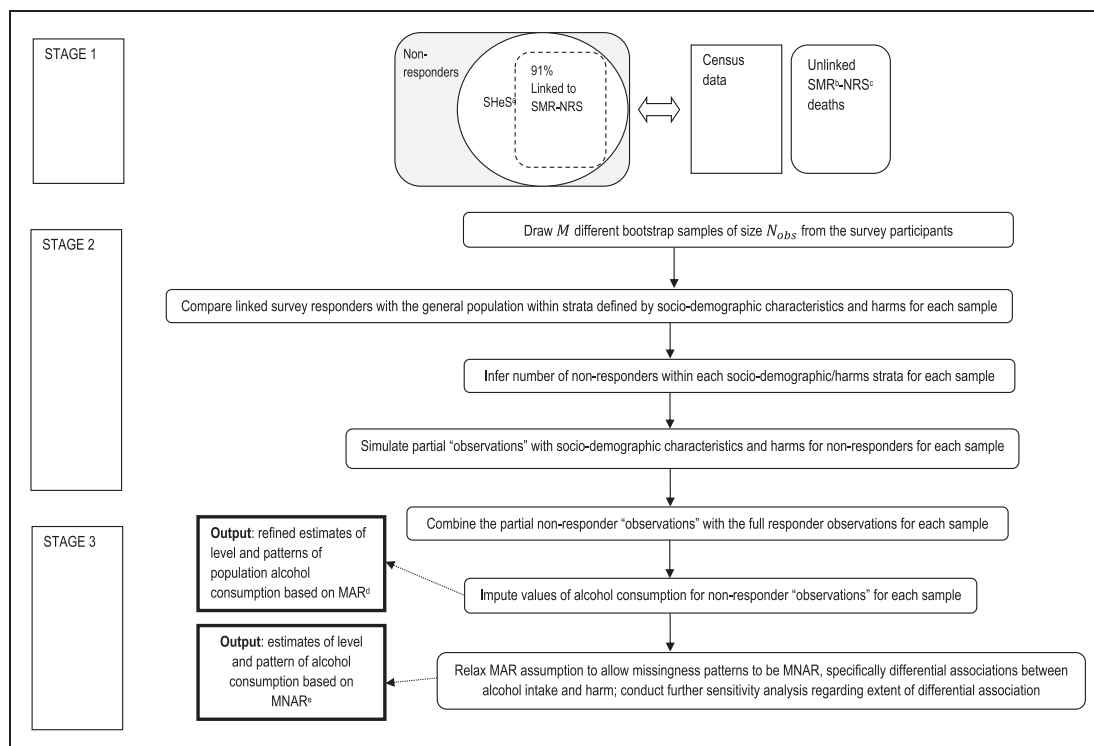 STAGE 1
Non-
responders
SHeSᵃ
91%
Linked to
SMR-NRS
Census
data
Unlinked
SMRᵇ-NRSᶜ
deaths
STAGE 2
Draw M different bootstrap samples of size N_obs from the survey participants
Compare linked survey responders with the general population within strata defined by socio-demographic characteristics and harms for each sample
Infer number of non-responders within each socio-demographic/harms strata for each sample
Simulate partial “observations” with socio-demographic characteristics and harms for non-responders for each sample
STAGE 3
Combine the partial non-responder “observations” with the full responder observations for each sample
Output: refined estimates of
level and patterns of
population alcohol
consumption based on MARᵈ
Impute values of alcohol consumption for non-responder “observations” for each sample
Output: estimates of level
and pattern of alcohol
consumption based on
MNARᵉ
Relax MAR assumption to allow missingness patterns to be MNAR, specifically differential associations between
alcohol intake and harm; conduct further sensitivity analysis regarding extent of differential association